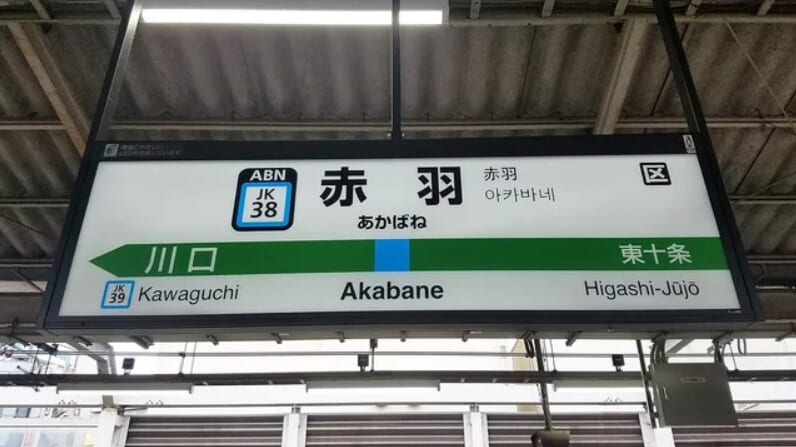 ABN
JK
38
赤羽
あかばね
赤羽
아카바네
区
川口
東十条
JK
39
Kawaguchi
Akabane
Higashi-Jūjō